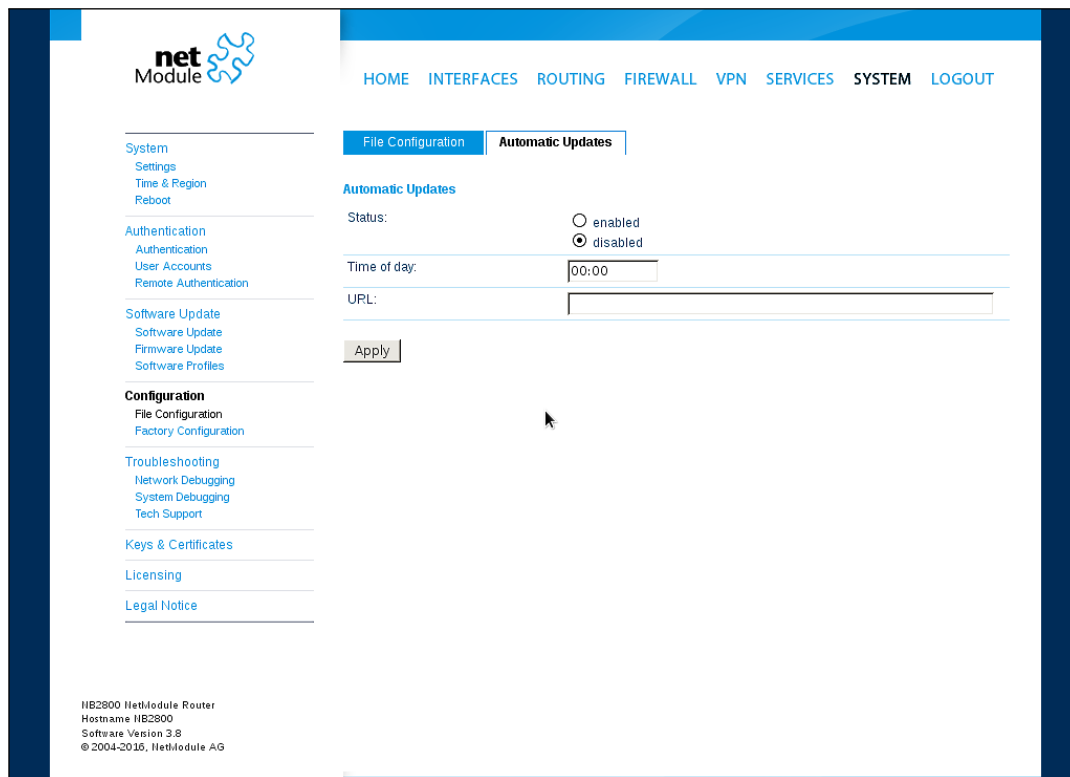 net
Module
HOME INTERFACES ROUTING FIREWALL VPN SERVICES SYSTEM LOGOUT
System
Settings
Time & Region
Reboot
Authentication
Authentication
User Accounts
Remote Authentication
Software Update
Software Update
Firmware Update
Software Profiles
Configuration
File Configuration
Factory Configuration
Troubleshooting
Network Debugging
System Debugging
Tech Support
Keys & Certificates
Licensing
Legal Notice
NB2800 NetModule Router
Hostname NB2800
Software Version 3.8
© 2004-2016, NetModule AG
File Configuration Automatic Updates
Automatic Updates
Status:
enabled
disabled
Time of day: 00:00
URL:
Apply